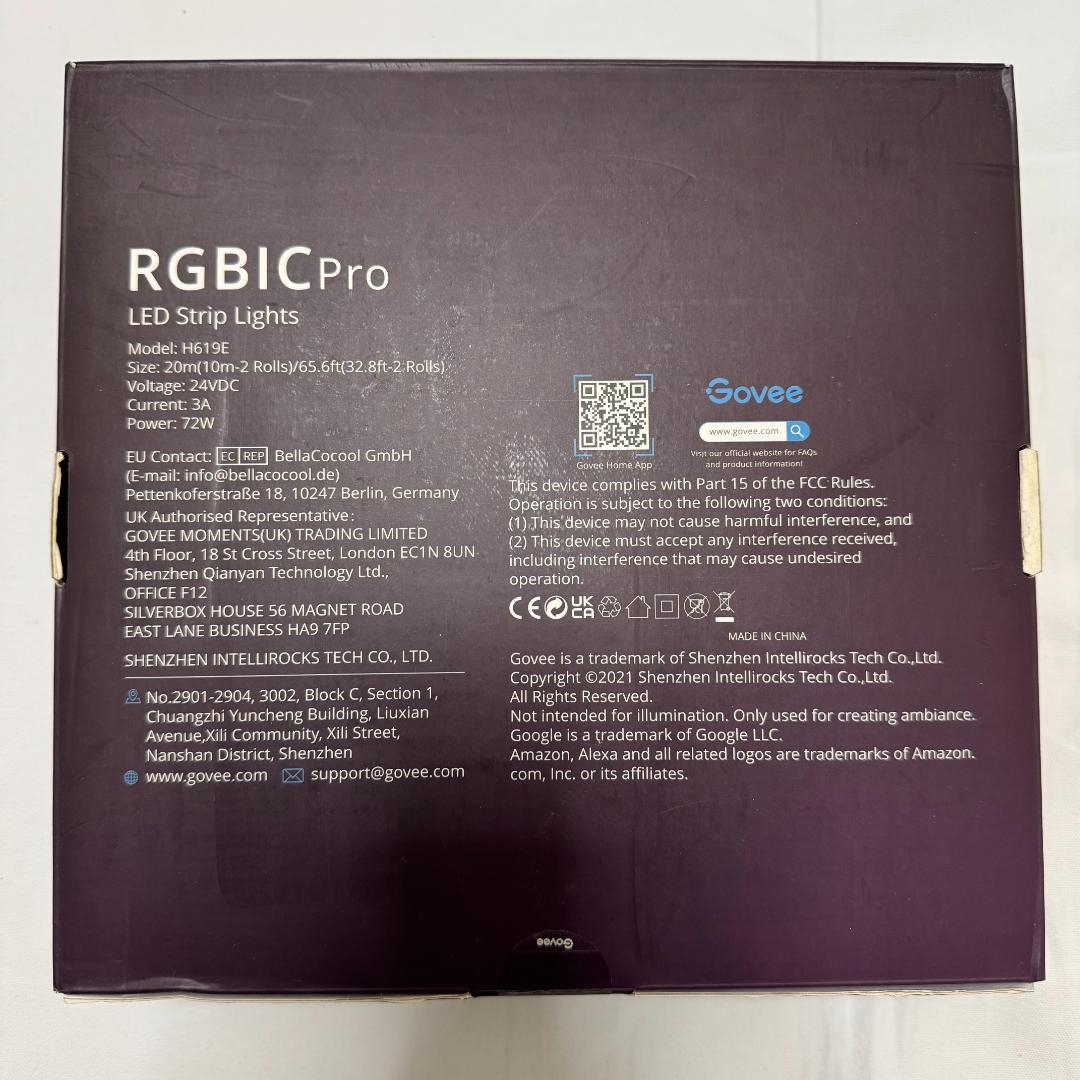 RGBICPro
LED Strip Lights
Model: H619E
Size: 20m(10m-2 Rolls)/65.6ft(32.8ft-2 Rolls)
Voltage: 24VDC
Current: 3A
Power: 72W
EU Contact: EC REP BellaCocool GmbH
(E-mail: info@bellacocool.de)
Pettenkoferstraße 18, 10247 Berlin, Germany
UK Authorised Representative:
GOVEE MOMENTS(UK) TRADING LIMITED
4th Floor, 18 St Cross Street, London EC1N 8UN
Shenzhen Qianyan Technology Ltd.,
OFFICE F12
SILVERBOX HOUSE 56 MAGNET ROAD
EAST LANE BUSINESS HA9 7FP
SHENZHEN INTELLIROCKS TECH CO., LTD.
No.2901-2904, 3002, Block C, Section 1,
Chuangzhi Yuncheng Building, Liuxian
Avenue,Xili Community, Xili Street,
Nanshan District, Shenzhen
www.govee.com support@govee.com
Govee Home App
Govee
www.govee.com
Visit our official website for FAQs
and product information!
This device complies with Part 15 of the FCC Rules.
Operation is subject to the following two conditions:
(1) This device may not cause harmful interference, and
(2) This device must accept any interference received,
including interference that may cause undesired
operation.
CE UK
CA
MADE IN CHINA
Govee is a trademark of Shenzhen Intellirocks Tech Co.,Ltd.
Copyright ©2021 Shenzhen Intellirocks Tech Co.,Ltd.
All Rights Reserved.
Not intended for illumination. Only used for creating ambiance.
Google is a trademark of Google LLC.
Amazon, Alexa and all related logos are trademarks of Amazon.
com, Inc. or its affiliates.
Govee